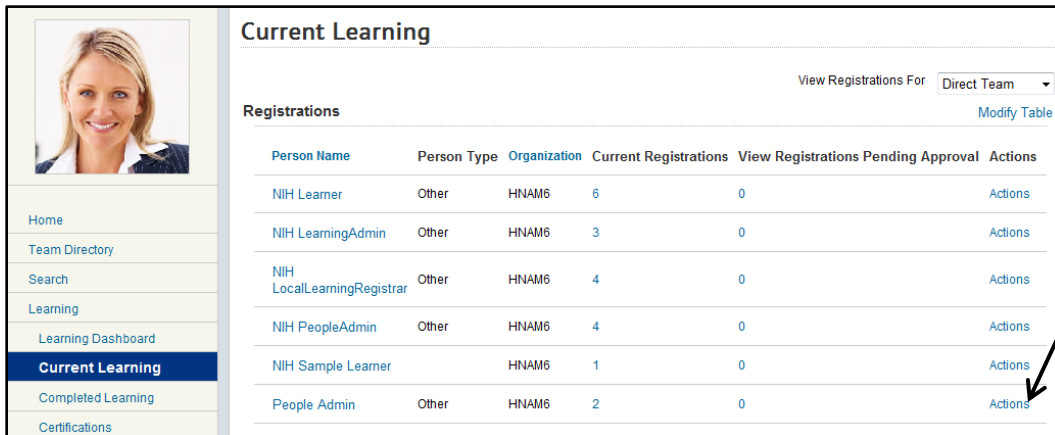 Current Learning
View Registrations For Direct Team
Registrations
Modify Table
Person Name Person Type Organization Current Registrations View Registrations Pending Approval Actions
NIH Learner Other HNAM6 6 0 Actions
NIH LearningAdmin Other HNAM6 3 0 Actions
NIH
LocalLearningRegistrar Other HNAM6 4 0 Actions
NIH PeopleAdmin Other HNAM6 4 0 Actions
NIH Sample Learner HNAM6 1 0 Actions
People Admin Other HNAM6 2 0 Actions
Home
Team Directory
Search
Learning
Learning Dashboard
Current Learning
Completed Learning
Certifications